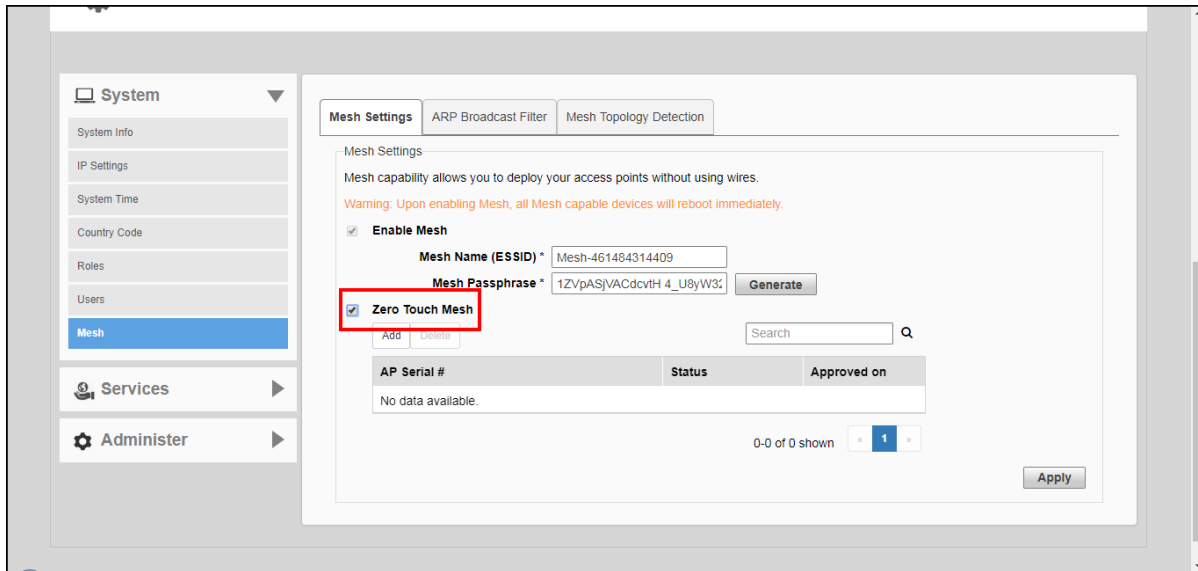 System
System Info
IP Settings
System Time
Country Code
Roles
Users
Mesh
Services
Administer
Mesh Settings
ARP Broadcast Filter
Mesh Topology Detection
Mesh Settings
Mesh capability allows you to deploy your access points without using wires.
Warning: Upon enabling Mesh, all Mesh capable devices will reboot immediately.
Enable Mesh
Mesh Name (ESSID) * Mesh-461484314409
Mesh Passphrase * 1ZVpASjVACdcvtH 4_U8yW32 Generate
Zero Touch Mesh
Add Delete Search
AP Serial # Status Approved on
No data available.
0-0 of 0 shown « 1 »
Apply